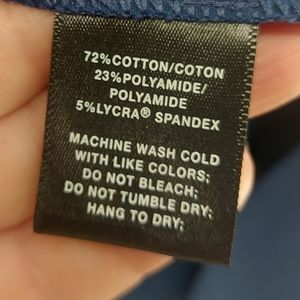 72%COTTON/COTON
23%POLYAMIDE/
POLYAMIDE
5%LYCRA® SPANDEX
MACHINE WASH COLD
WITH LIKE COLORS;
DO NOT BLEACH;
DO NOT TUMBLE DRY;
HANG TO DRY;